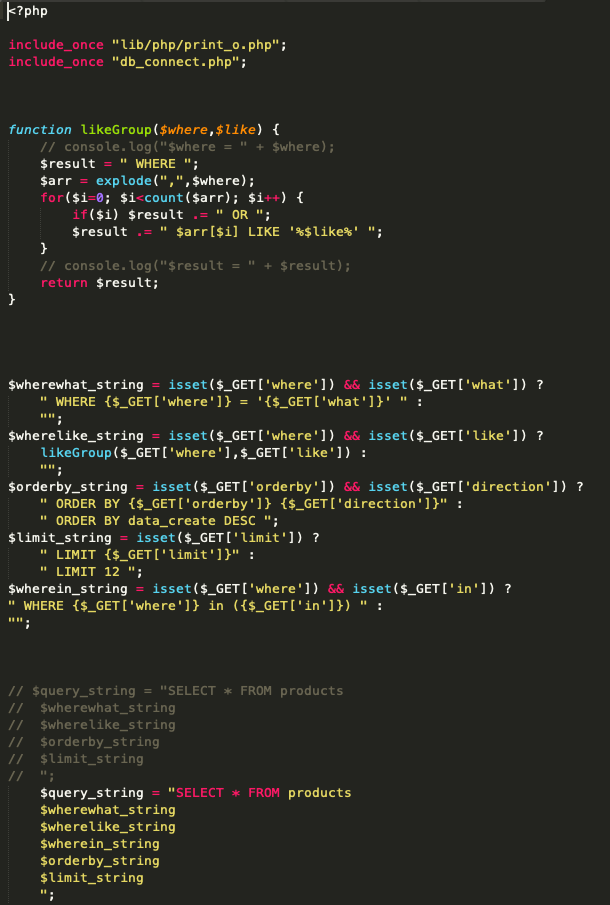 <?php
include_once "lib/php/print_o.php";
include_once "db_connect.php";
function likeGroup($where,$like) {
    // console.log("$where = " + $where);
    $result = " WHERE ";
    $arr = explode(",",$where);
    for($i=0; $i<count($arr); $i++) {
        if($i) $result .= " OR ";
        $result .= " $arr[$i] LIKE '%$like%' ";
    }
    // console.log("$result = " + $result);
    return $result;
}
$wherewhat_string = isset($_GET['where']) && isset($_GET['what']) ?
    " WHERE {$_GET['where']} = '{$_GET['what']}' " :
    "";
$wherelike_string = isset($_GET['where']) && isset($_GET['like']) ?
    likeGroup($_GET['where'],$_GET['like']) :
    "";
$orderby_string = isset($_GET['orderby']) && isset($_GET['direction']) ?
    " ORDER BY {$_GET['orderby']} {$_GET['direction']}" :
    " ORDER BY data_create DESC ";
$limit_string = isset($_GET['limit']) ?
    " LIMIT {$_GET['limit']}" :
    " LIMIT 12 ";
$wherein_string = isset($_GET['where']) && isset($_GET['in']) ?
" WHERE {$_GET['where']} in ({$_GET['in']}) " :
"";
// $query_string = "SELECT * FROM products
//  $wherewhat_string
//  $wherelike_string
//  $orderby_string
//  $limit_string
//  ";
    $query_string = "SELECT * FROM products
    $wherewhat_string
    $wherelike_string
    $wherein_string
    $orderby_string
    $limit_string
    ";